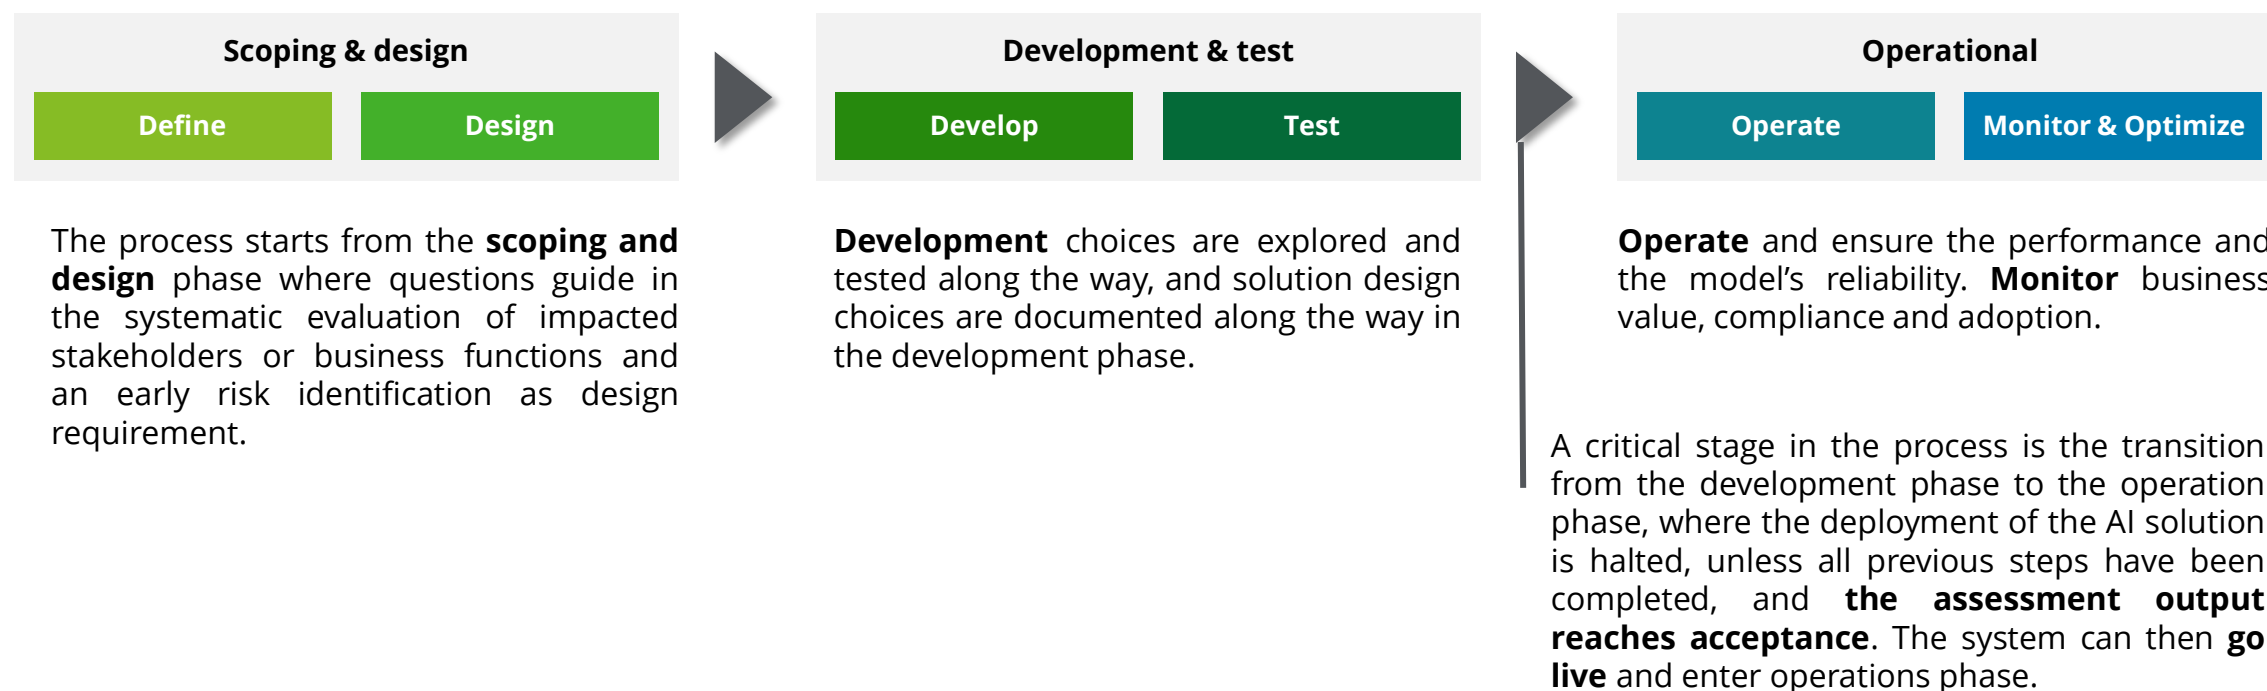 Scoping & design
Define
Design
The process starts from the scoping and
design phase where questions guide in
the systematic evaluation of impacted
stakeholders or business functions and
an early risk identification as design
requirement.
Development & test
Develop
Test
Development choices are explored and
tested along the way, and solution design
choices are documented along the way in
the development phase.
Operational
Operate
Monitor & Optimize
Operate and ensure the performance and
the model’s reliability. Monitor business
value, compliance and adoption.
A critical stage in the process is the transition
from the development phase to the operation
phase, where the deployment of the AI solution
is halted, unless all previous steps have been
completed, and the assessment output
reaches acceptance. The system can then go
live and enter operations phase.